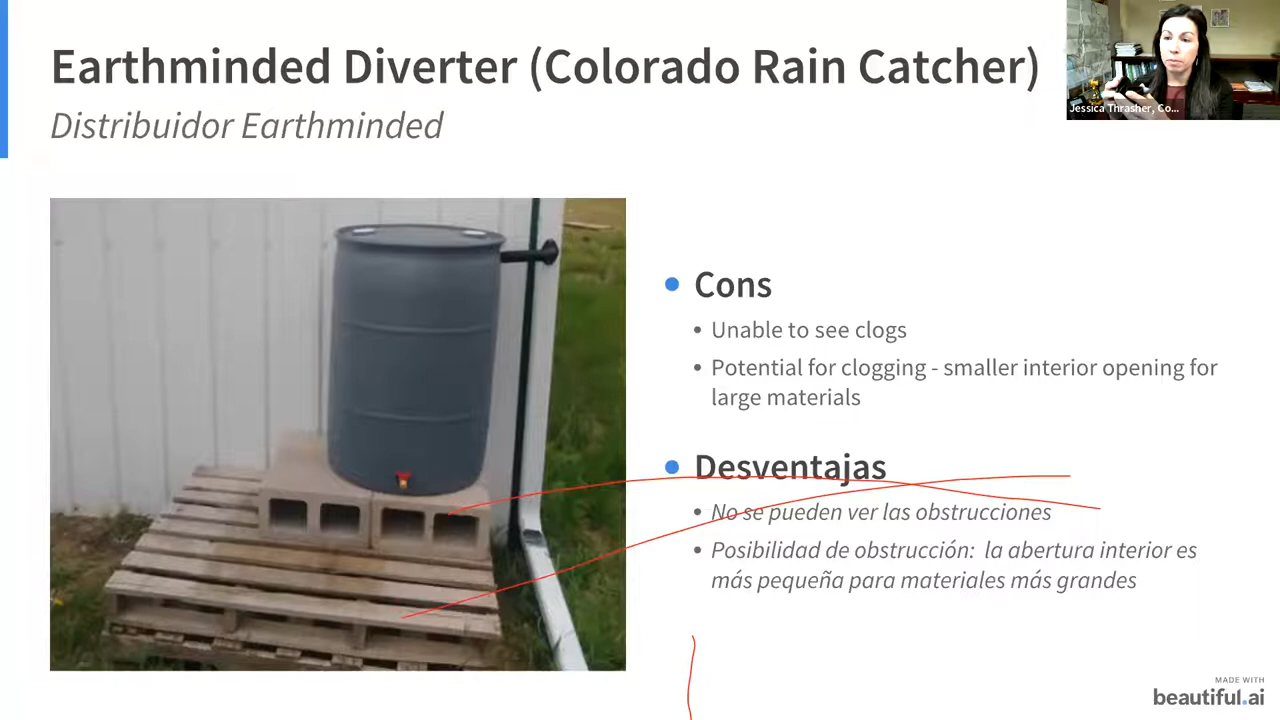 Earthminded Diverter (Colorado Rain Catcher)
Distribuidor Earthminded
Jessica Thrasher, Co...
Cons
Unable to see clogs
Potential for clogging - smaller interior opening for
large materials
Desventajas
No se pueden ver las obstrucciones
Posibilidad de obstrucción: la abertura interior es
más pequeña para materiales más grandes
MADE WITH
beautiful.ai